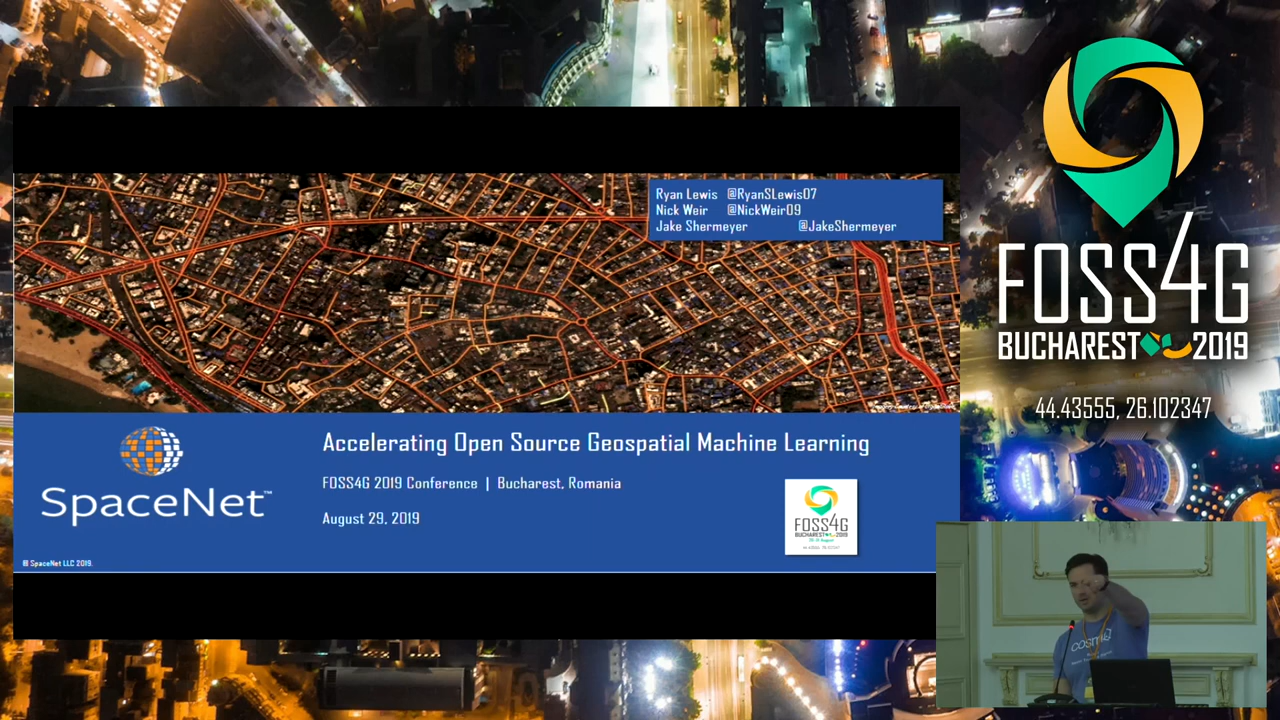 Ryan Lewis @RyanSLewis07
Nick Weir @NickWeir09
Jake Shermeyer @JakeShermeyer
SpaceNet™
Accelerating Open Source Geospatial Machine Learning
FOSS4G 2019 Conference | Bucharest, Romania
August 29, 2019
FOSS4G
BUCHAREST 2019
© SpaceNet LLC 2019.
FOSS4G
BUCHAREST 2019
44.43555, 26.102347